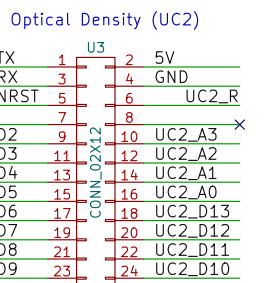 Optical Density (UC2)
U3
TX 1 2 5V
RX 3 4 GND
NRST 5 6 UC2_R
7 8
D2 9 10 UC2_A3
D3 11 12 UC2_A2
D4 13 14 UC2_A1
D5 15 16 UC2_A0
D6 17 18 UC2_D13
D7 19 20 UC2_D12
D8 21 22 UC2_D11
D9 23 24 UC2_D10
CONN_02X12